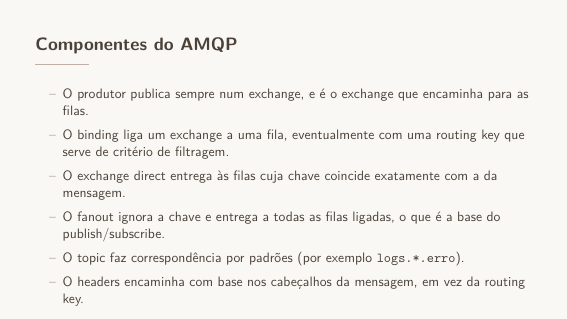 Componentes do AMQP
– O produtor publica sempre num exchange, e é o exchange que encaminha para as
filas.
– O binding liga um exchange a uma fila, eventualmente com uma routing key que
serve de critério de filtragem.
– O exchange direct entrega às filas cuja chave coincide exatamente com a da
mensagem.
– O fanout ignora a chave e entrega a todas as filas ligadas, o que é a base do
publish/subscribe.
– O topic faz correspondência por padrões (por exemplo logs.*.erro).
– O headers encaminha com base nos cabeçalhos da mensagem, em vez da routing
key.